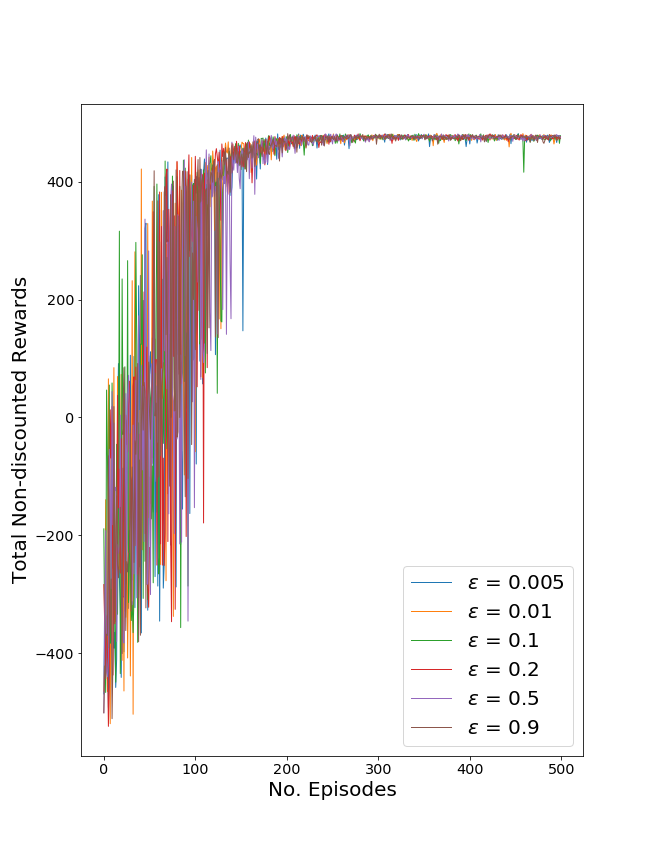 Total Non-discounted Rewards
400
200
0
−200
−400
0 100 200 300 400 500
No. Episodes
ε = 0.005
ε = 0.01
ε = 0.1
ε = 0.2
ε = 0.5
ε = 0.9